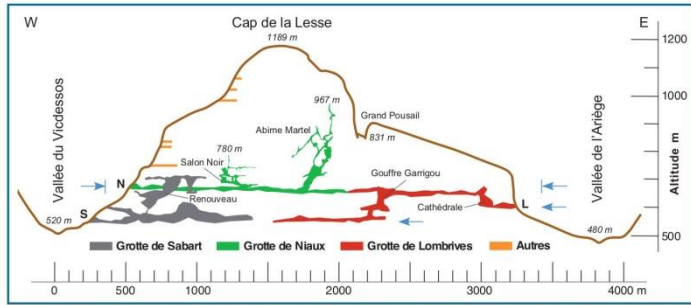 W
Cap de la Lesse
E
1189 m
1200
1000
800
600
500
Altitude m
Vallée du Vicdessos
Vallée de l'Ariège
967 m
Grand Pousail
Abime Martel
831 m
780 m
Salon Noir
Gouffre Garrigou
N
Renouveau
Cathédrale
L
S
520 m
480 m
Grotte de Sabart
Grotte de Niaux
Grotte de Lombrives
Autres
0 500 1000 2000 3000 4000 m